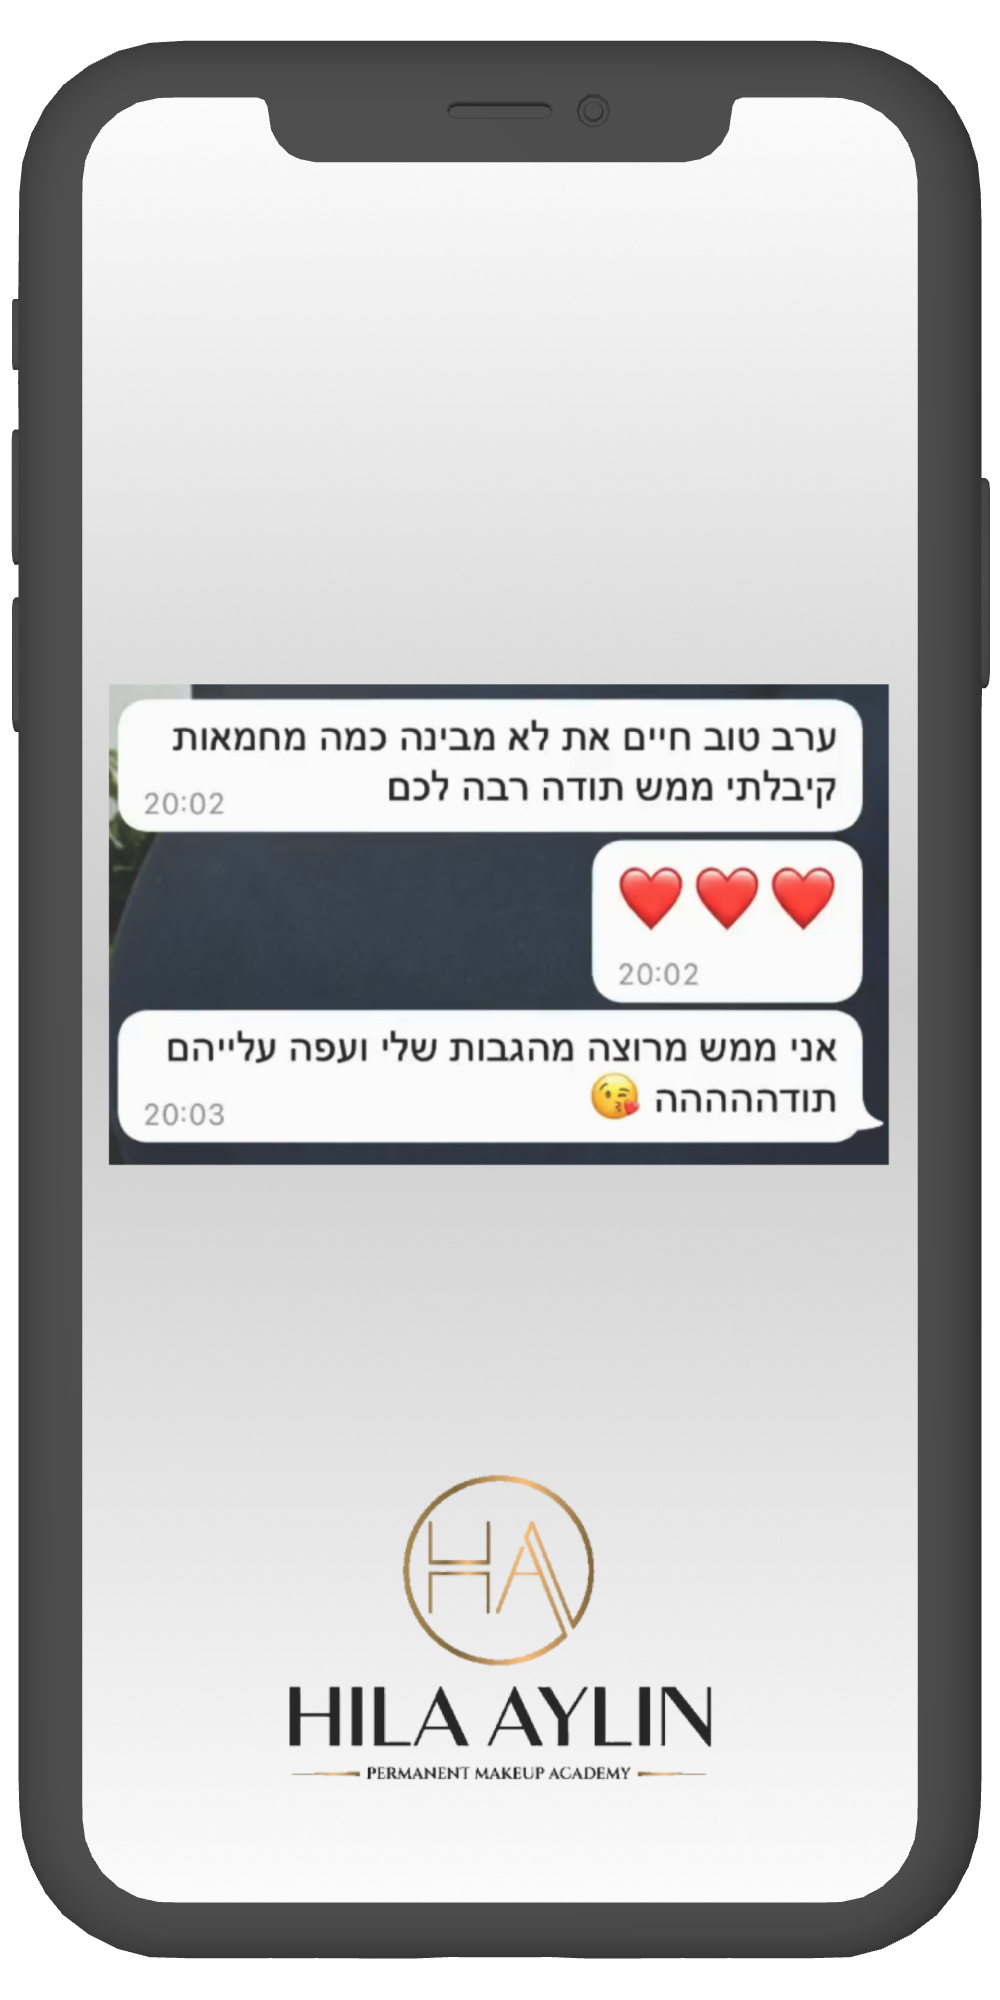 ערב טוב חיים את לא מבינה כמה מחמאות
קיבלתי ממש תודה רבה לכם
20:02
❤️❤️❤️
20:02
אני ממש מרוצה מהגבות שלי ועפה עלייהם
תודהההההה 😘
20:03
HA
HILA AYLIN
PERMANENT MAKEUP ACADEMY